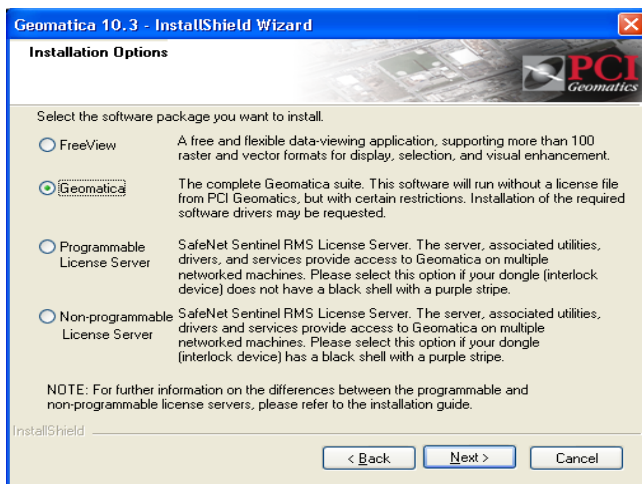 Geomatica 10.3 - InstallShield Wizard
Installation Options
PCI
Geomatics
Select the software package you want to install.
FreeView
A free and flexible data-viewing application, supporting more than 100
raster and vector formats for display, selection, and visual enhancement.
Geomatica
The complete Geomatica suite. This software will run without a license file
from PCI Geomatics, but with certain restrictions. Installation of the required
software drivers may be requested.
Programmable
License Server
SafeNet Sentinel RMS License Server. The server, associated utilities,
drivers, and services provide access to Geomatica on multiple
networked machines. Please select this option if your dongle (interlock
device) does not have a black shell with a purple stripe.
Non-programmable
License Server
SafeNet Sentinel RMS License Server. The server, associated utilities,
drivers and services provide access to Geomatica on multiple
networked machines. Please select this option if your dongle
(interlock device) has a black shell with a purple stripe.
NOTE: For further information on the differences between the programmable and
non-programmable license servers, please refer to the installation guide.
InstallShield
< Back
Next >
Cancel